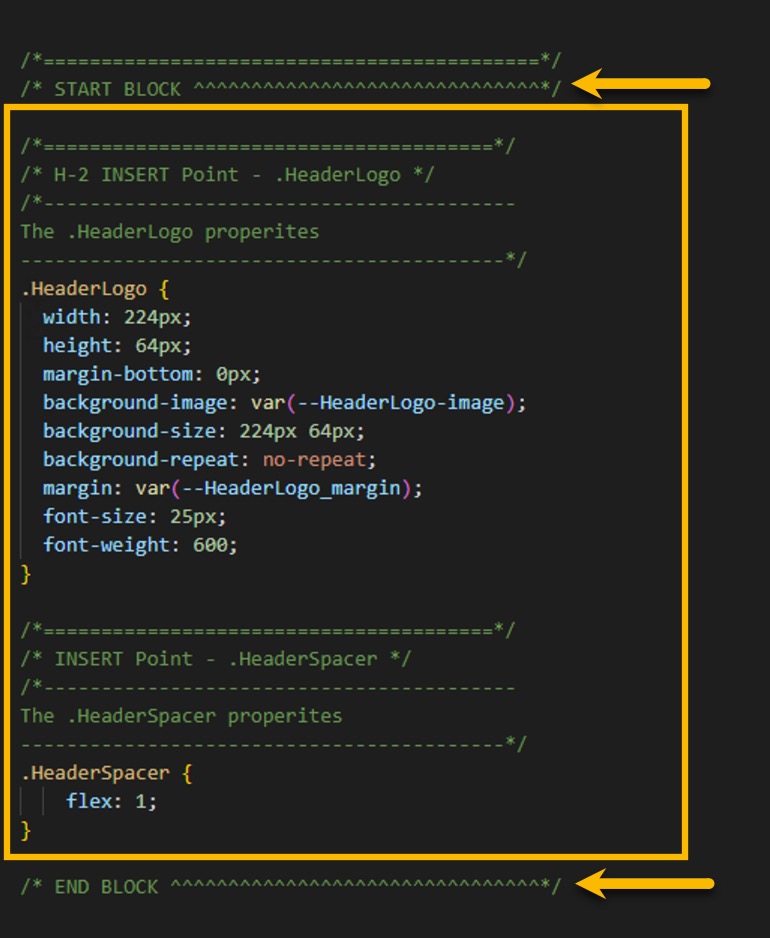 /*===========================================*/
/* START BLOCK ^^^^^^^^^^^^^^^^^^^^^^^^^^^^^^*/
/*=======================================*/
/* H-2 INSERT Point - .HeaderLogo */
/*-----------------------------------------
The .HeaderLogo properites
------------------------------------------*/
.HeaderLogo {
width: 224px;
height: 64px;
margin-bottom: 0px;
background-image: var(--HeaderLogo-image);
background-size: 224px 64px;
background-repeat: no-repeat;
margin: var(--HeaderLogo_margin);
font-size: 25px;
font-weight: 600;
}
/*=======================================*/
/* INSERT Point - .HeaderSpacer */
/*-----------------------------------------
The .HeaderSpacer properites
------------------------------------------*/
.HeaderSpacer {
flex: 1;
}
/* END BLOCK ^^^^^^^^^^^^^^^^^^^^^^^^^^^^^^^^*/